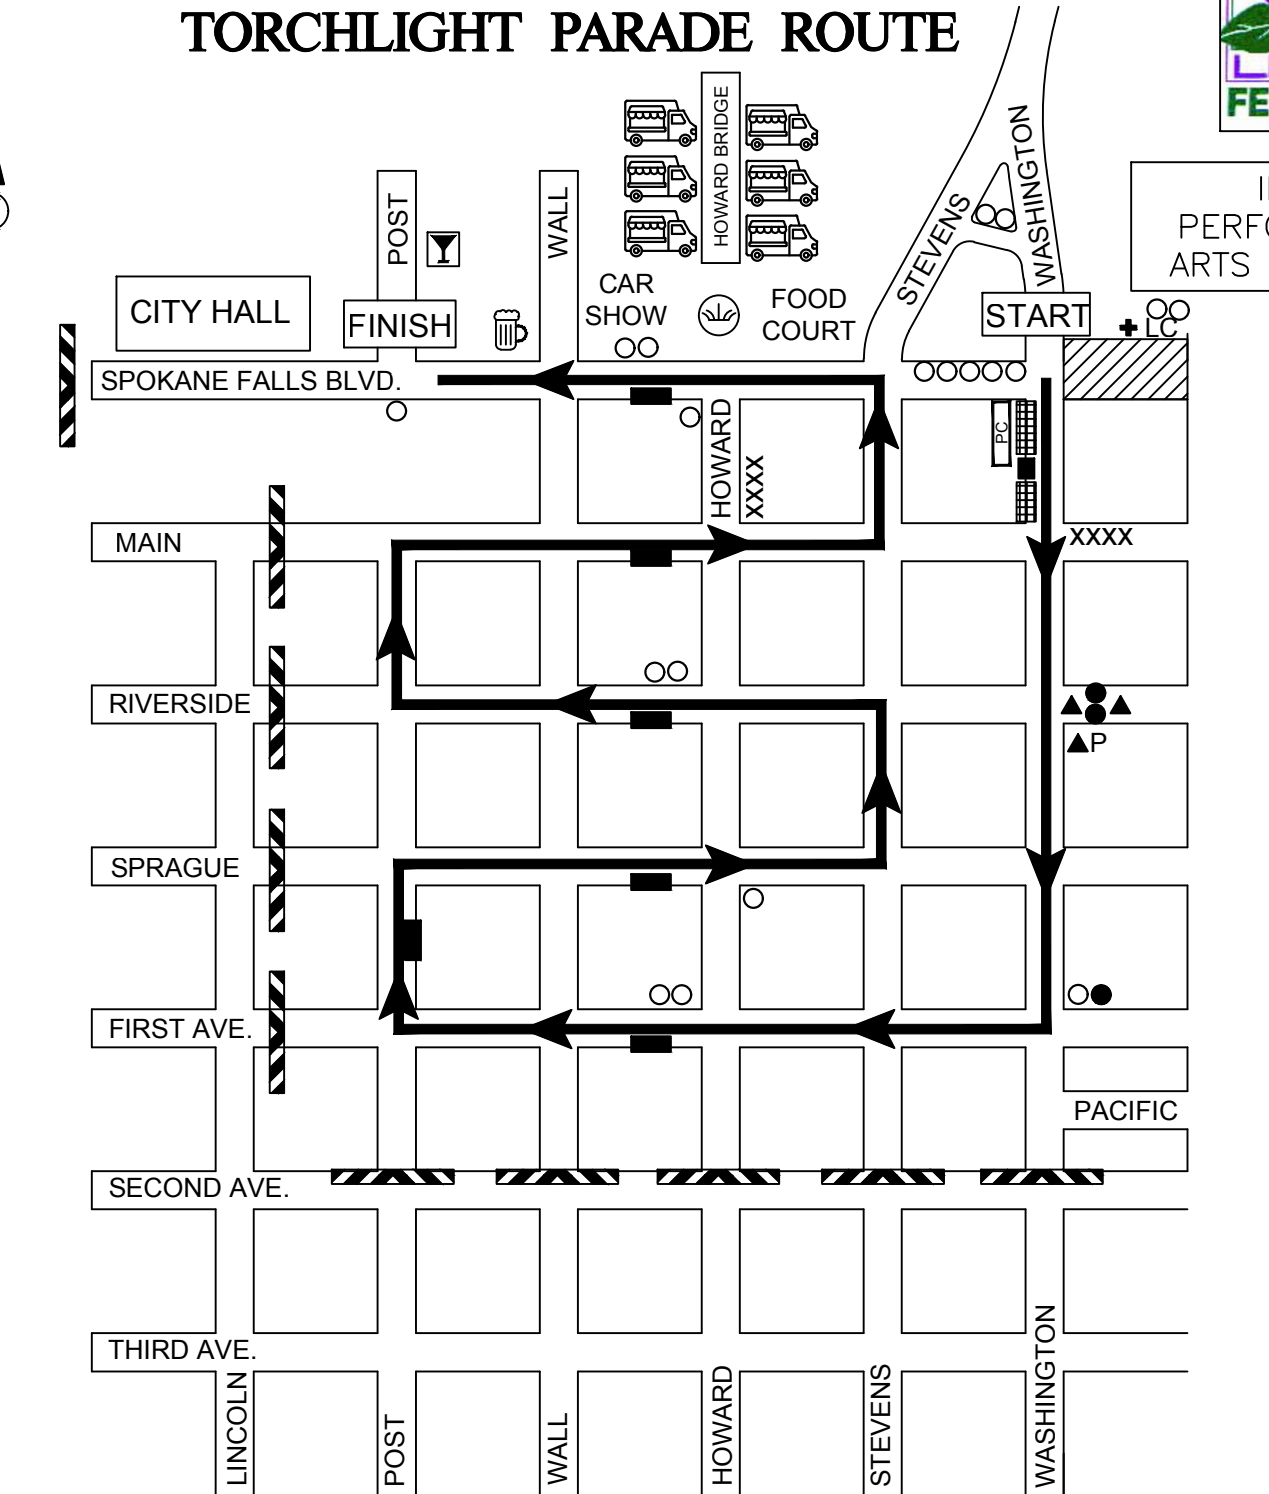 TORCHLIGHT PARADE ROUTE
FE
HOWARD BRIDGE
WASHINGTON
STEVENS
POST
WALL
PERFO
ARTS
CAR
SHOW
FOOD
COURT
CITY HALL
FINISH
START
LC
SPOKANE FALLS BLVD.
HOWARD
XXXX
PC
MAIN
XXXX
RIVERSIDE
P
SPRAGUE
FIRST AVE.
PACIFIC
SECOND AVE.
THIRD AVE.
LINCOLN
POST
WALL
HOWARD
STEVENS
WASHINGTON